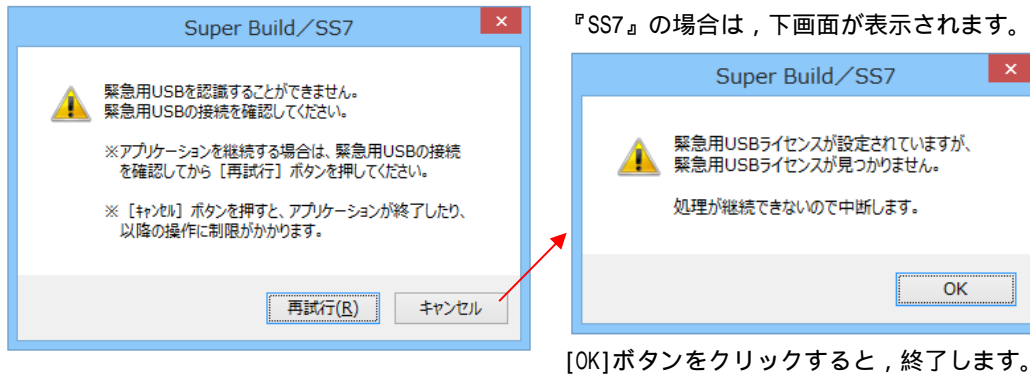 Super Build／SS7
緊急用USBを認識することができません。
緊急用USBの接続を確認してください。
※アプリケーションを継続する場合は、緊急用USBの接続
を確認してから［再試行］ボタンを押してください。
※［ｷｬﾝｾﾙ］ボタンを押すと、アプリケーションが終了したり、
以降の操作に制限がかかります。
再試行(R)
キャンセル
『SS7』の場合は，下画面が表示されます。
Super Build／SS7
緊急用USBライセンスが設定されていますが、
緊急用USBライセンスが見つかりません。
処理が継続できないので中断します。
OK
[OK]ボタンをクリックすると，終了します。